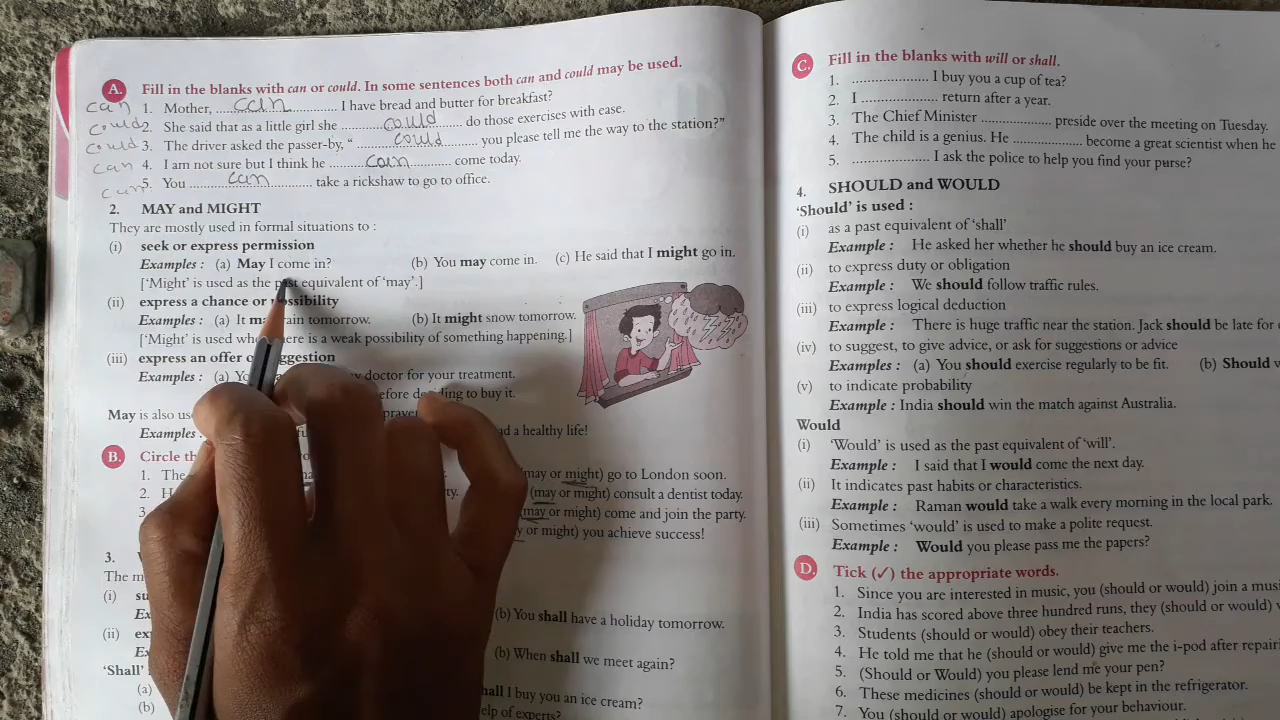 A. Fill in the blanks with can or could. In some sentences both can and could may be used.
can 1. Mother, can I have bread and butter for breakfast?
could 2. She said that as a little girl she could do those exercises with ease.
could 3. The driver asked the passer-by, “ could you please tell me the way to the station?”
can 4. I am not sure but I think he can come today.
can 5. You can take a rickshaw to go to office.
2. MAY and MIGHT
They are mostly used in formal situations to :
(i) seek or express permission
Examples : (a) May I come in? (b) You may come in. (c) He said that I might go in.
[‘Might’ is used as the past equivalent of ‘may’.]
(ii) express a chance or possibility
Examples : (a) It rain tomorrow. (b) It might snow tomorrow.
[‘Might’ is used there is a weak possibility of something happening.]
(iii) express an offer
Examples : (a) doctor for your treatment.
to buy it.
May is also
Examples : a healthy life!
B. Circle
1. The (may or might) go to London soon.
2. (may or might) consult a dentist today.
3. (may or might) come and join the party.
or might) you achieve success!
3.
The
(i)
(b) You shall have a holiday tomorrow.
(ii)
(b) When shall we meet again?
‘Shall’
(a) I buy you an ice cream?
(b) of experts?
C. Fill in the blanks with will or shall.
1. .................... I buy you a cup of tea?
2. I .................... return after a year.
3. The Chief Minister .................. preside over the meeting on Tuesday.
4. The child is a genius. He .................. become a great scientist when he
5. .................... I ask the police to help you find your purse?
4. SHOULD and WOULD
‘Should’ is used :
(i) as a past equivalent of ‘shall’
Example : He asked her whether he should buy an ice cream.
(ii) to express duty or obligation
Example : We should follow traffic rules.
(iii) to express logical deduction
Example : There is huge traffic near the station. Jack should be late for
(iv) to suggest, to give advice, or ask for suggestions or advice
Examples : (a) You should exercise regularly to be fit. (b) Should
(v) to indicate probability
Example : India should win the match against Australia.
Would
(i) ‘Would’ is used as the past equivalent of ‘will’.
Example : I said that I would come the next day.
(ii) It indicates past habits or characteristics.
Example : Raman would take a walk every morning in the local park.
(iii) Sometimes ‘would’ is used to make a polite request.
Example : Would you please pass me the papers?
D. Tick (✓) the appropriate words.
1. Since you are interested in music, you (should or would) join a
2. India has scored above three hundred runs, they (should or would)
3. Students (should or would) obey their teachers.
4. He told me that he (should or would) give me the i-pod after
5. (Should or Would) you please lend me your pen?
6. These medicines (should or would) be kept in the refrigerator.
7. You (should or would) apologise for your behaviour.